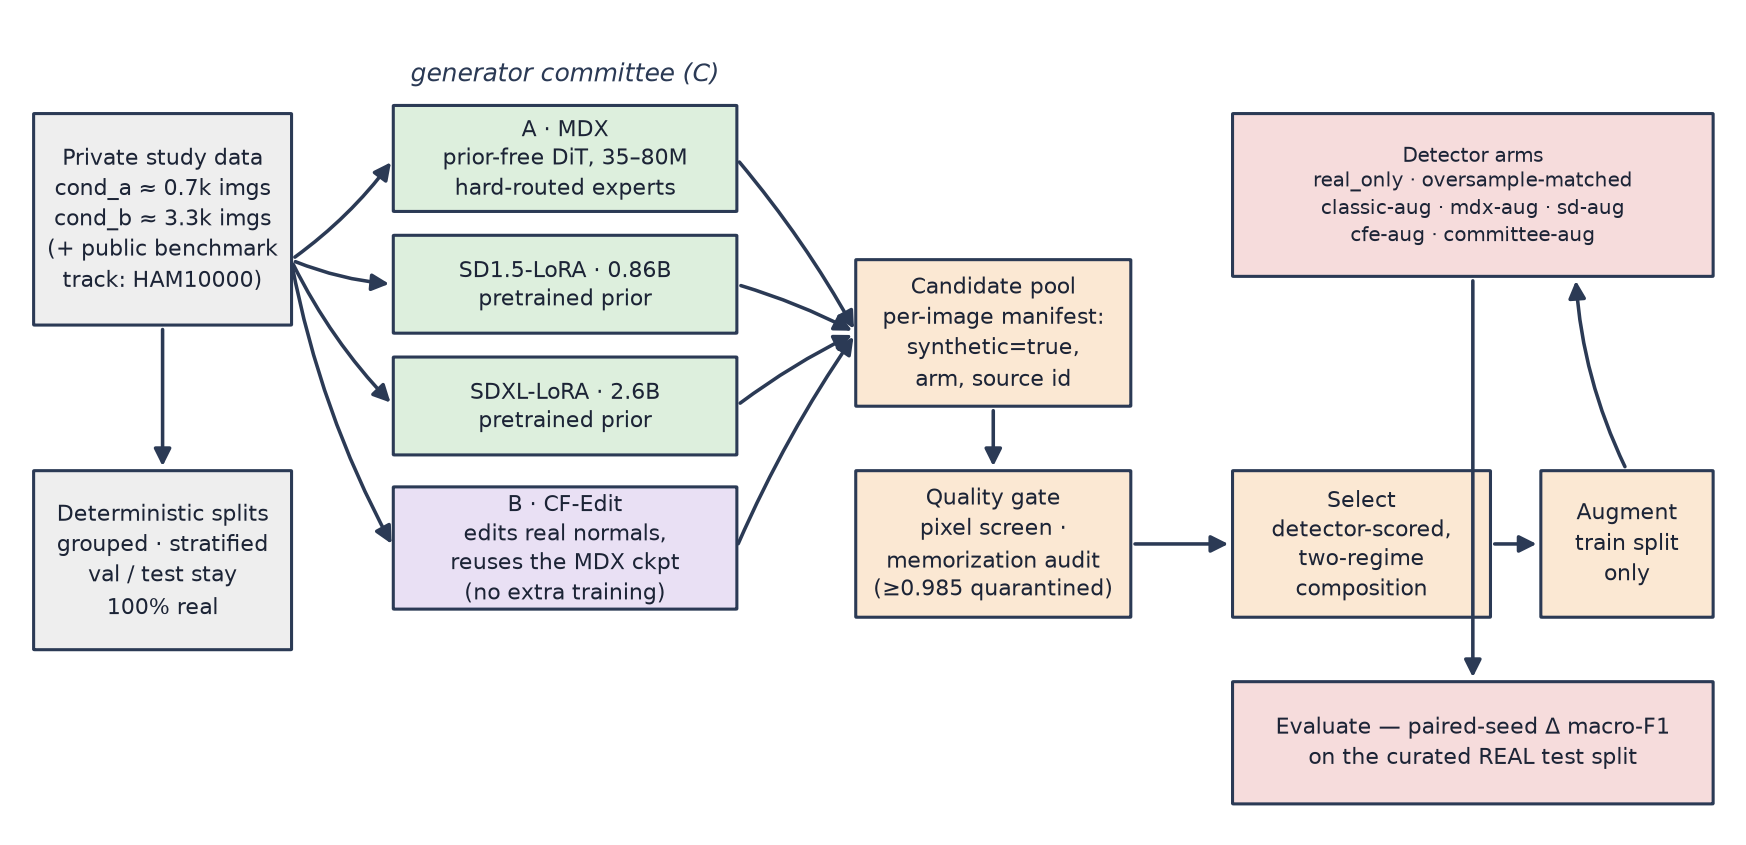 generator committee (C)
Private study data
cond_a ≈ 0.7k imgs
cond_b ≈ 3.3k imgs
(+ public benchmark
track: HAM10000)
Deterministic splits
grouped · stratified
val / test stay
100% real
A · MDX
prior-free DiT, 35–80M
hard-routed experts
SD1.5-LoRA · 0.86B
pretrained prior
SDXL-LoRA · 2.6B
pretrained prior
B · CF-Edit
edits real normals,
reuses the MDX ckpt
(no extra training)
Candidate pool
per-image manifest:
synthetic=true,
arm, source id
Quality gate
pixel screen ·
memorization audit
(≥0.985 quarantined)
Select
detector-scored,
two-regime
composition
Augment
train split
only
Detector arms
real_only · oversample-matched
classic-aug · mdx-aug · sd-aug
cfe-aug · committee-aug
Evaluate — paired-seed Δ macro-F1
on the curated REAL test split